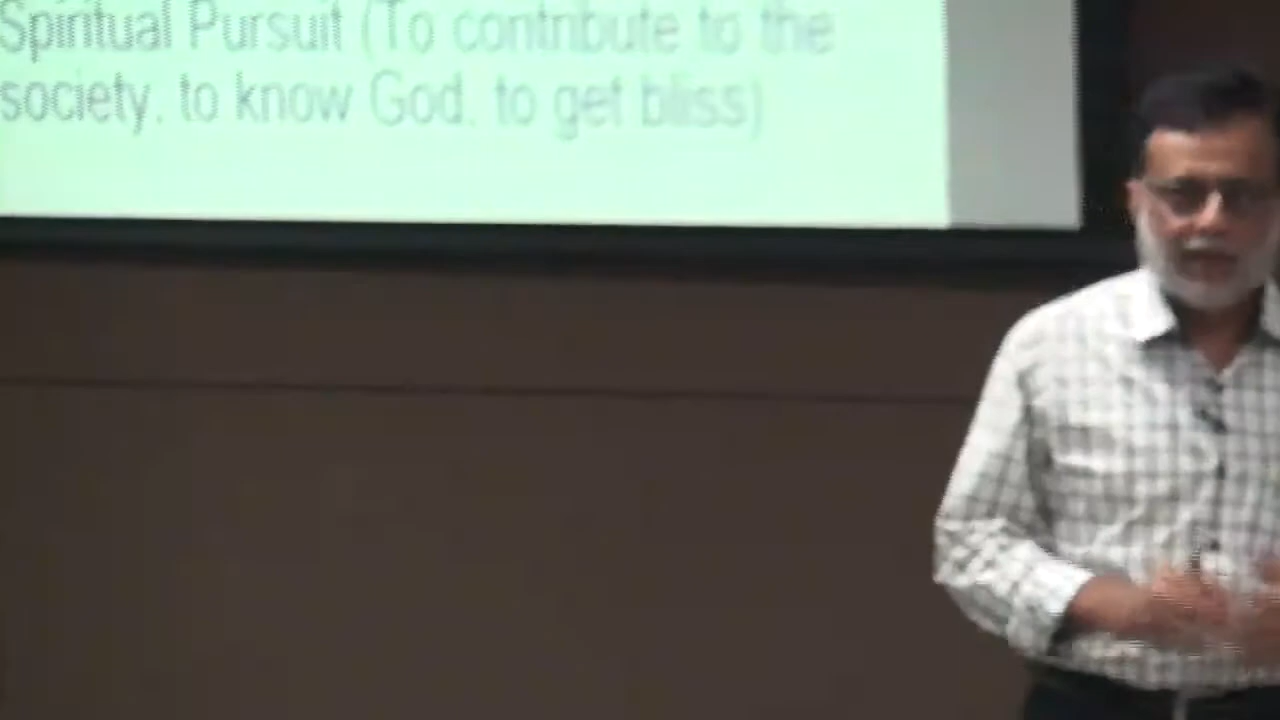 Spiritual Pursuit (To contribute to the
society, to know God, to get bliss)